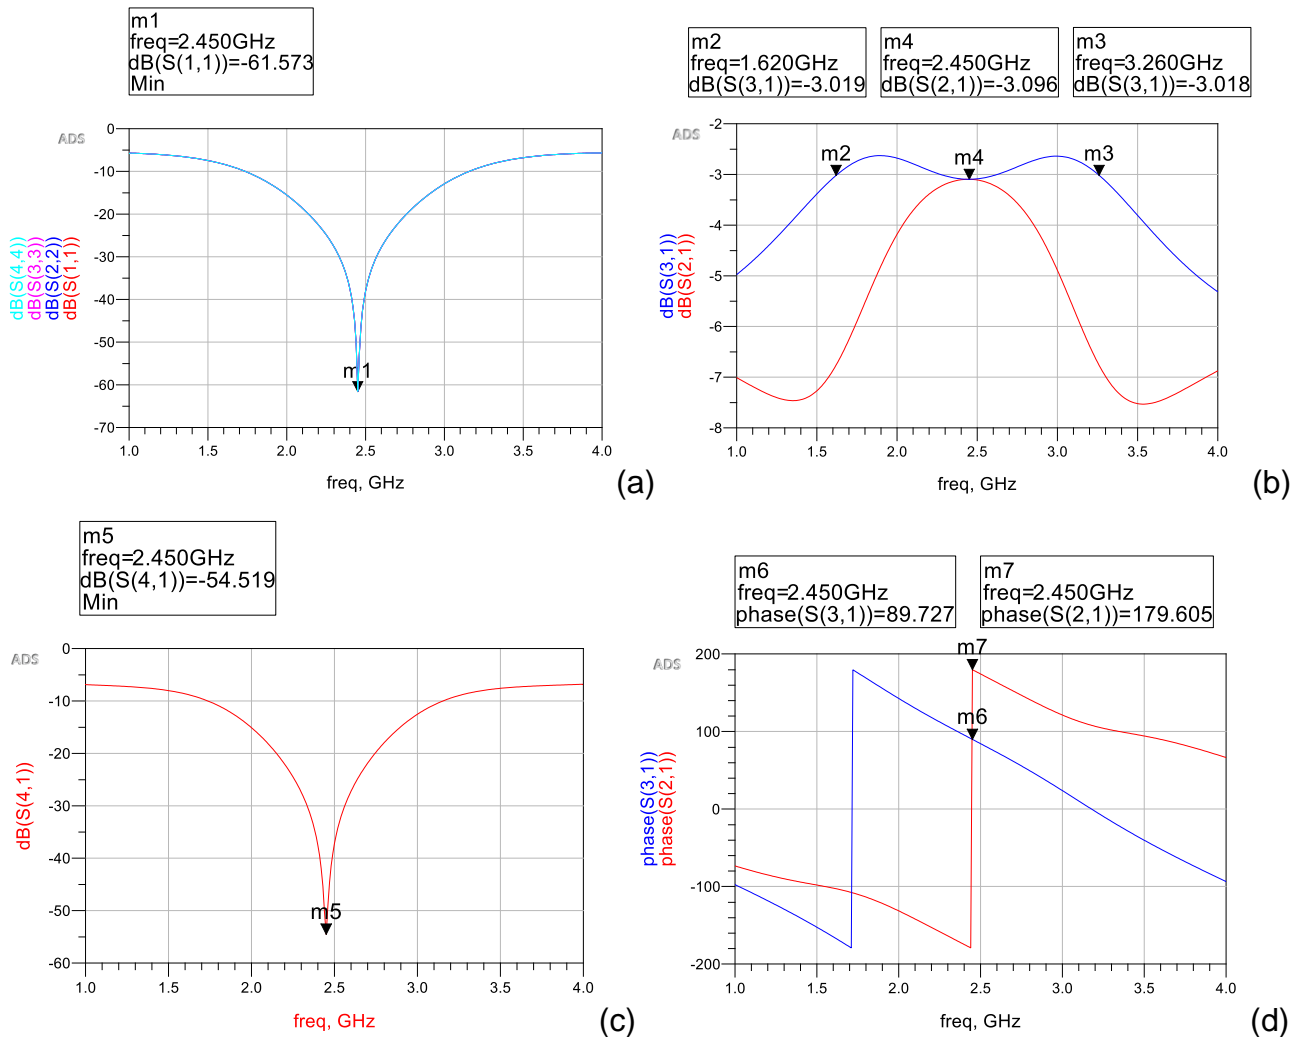 m1
freq=2.450GHz
dB(S(1,1))=-61.573
Min
ADS
0
-10
-20
-30
-40
-50
-60
-70
1.0 1.5 2.0 2.5 3.0 3.5 4.0
freq, GHz
dB(S(4,4))
dB(S(3,3))
dB(S(2,2))
dB(S(1,1))
m1
(a)
m2
freq=1.620GHz
dB(S(3,1))=-3.019
m4
freq=2.450GHz
dB(S(2,1))=-3.096
m3
freq=3.260GHz
dB(S(3,1))=-3.018
ADS
-2
-3
-4
-5
-6
-7
-8
1.0 1.5 2.0 2.5 3.0 3.5 4.0
freq, GHz
dB(S(3,1))
dB(S(2,1))
m2
m4
m3
(b)
m5
freq=2.450GHz
dB(S(4,1))=-54.519
Min
ADS
0
-10
-20
-30
-40
-50
-60
1.0 1.5 2.0 2.5 3.0 3.5 4.0
freq, GHz
dB(S(4,1))
m5
(c)
m6
freq=2.450GHz
phase(S(3,1))=89.727
m7
freq=2.450GHz
phase(S(2,1))=179.605
ADS
200
100
0
-100
-200
1.0 1.5 2.0 2.5 3.0 3.5 4.0
freq, GHz
phase(S(3,1))
phase(S(2,1))
m7
m6
(d)